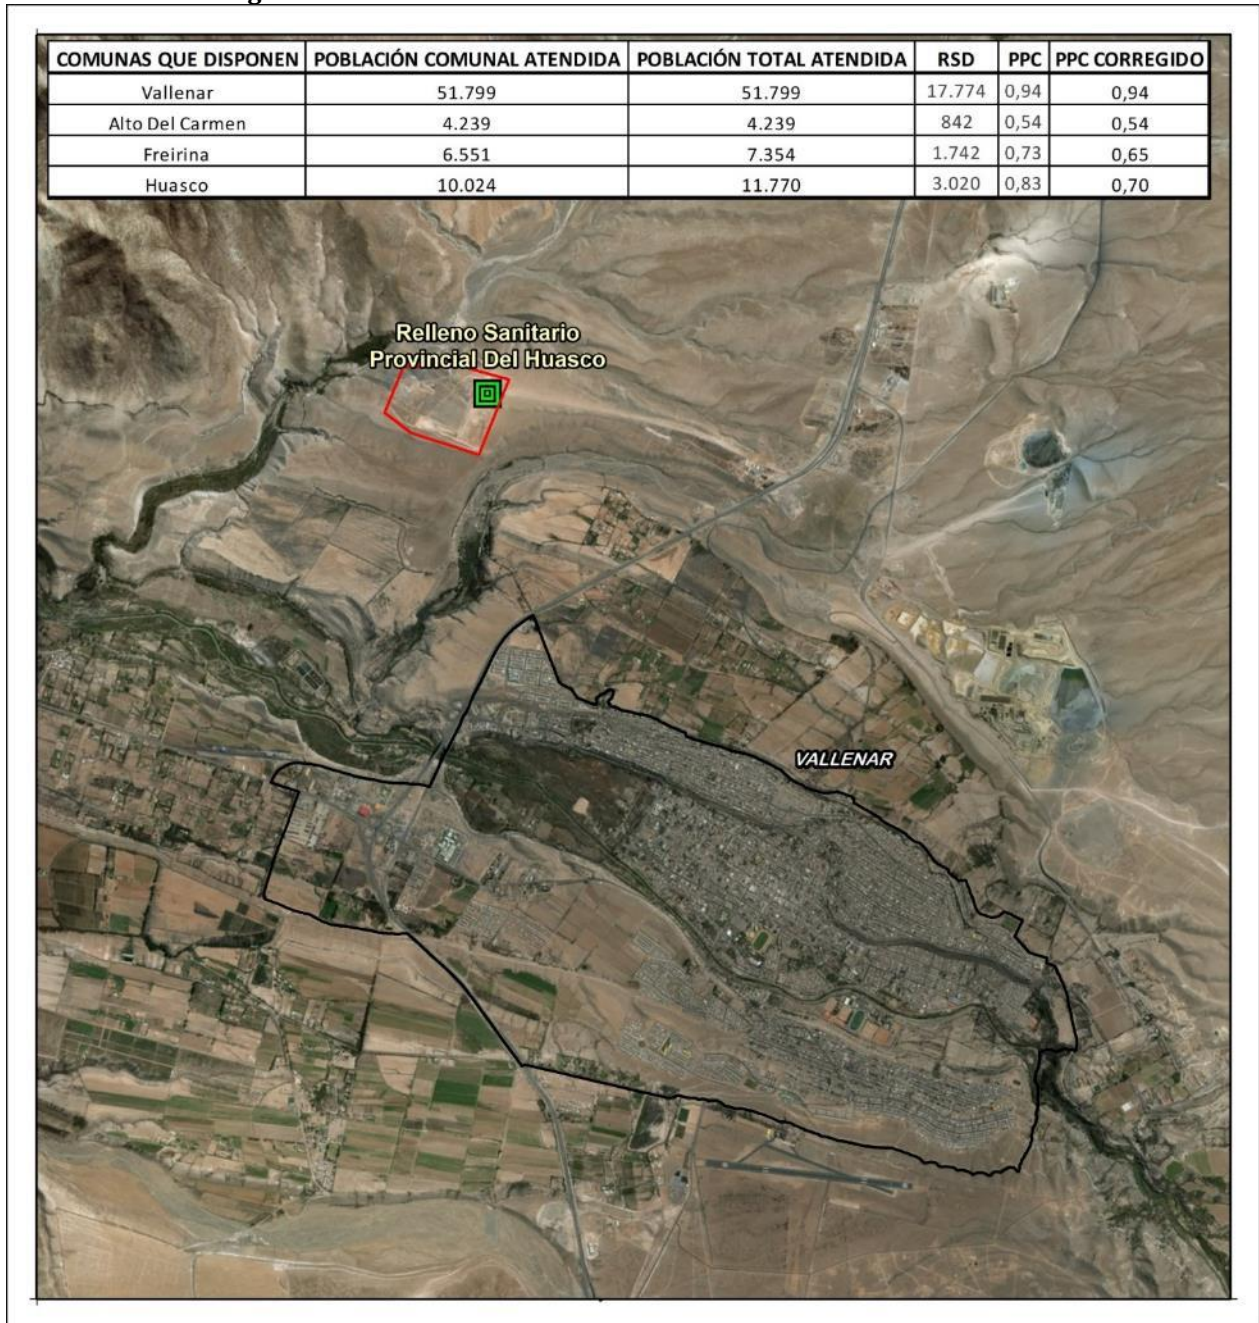 COMUNAS QUE DISPONEN POBLACIÓN COMUNAL ATENDIDA POBLACIÓN TOTAL ATENDIDA RSD PPC PPC CORREGIDO
Vallenar 51.799 51.799 17.774 0,94 0,94
Alto Del Carmen 4.239 4.239 842 0,54 0,54
Freirina 6.551 7.354 1.742 0,73 0,65
Huasco 10.024 11.770 3.020 0,83 0,70
Relleno Sanitario
Provincial Del Huasco
VALLENAR